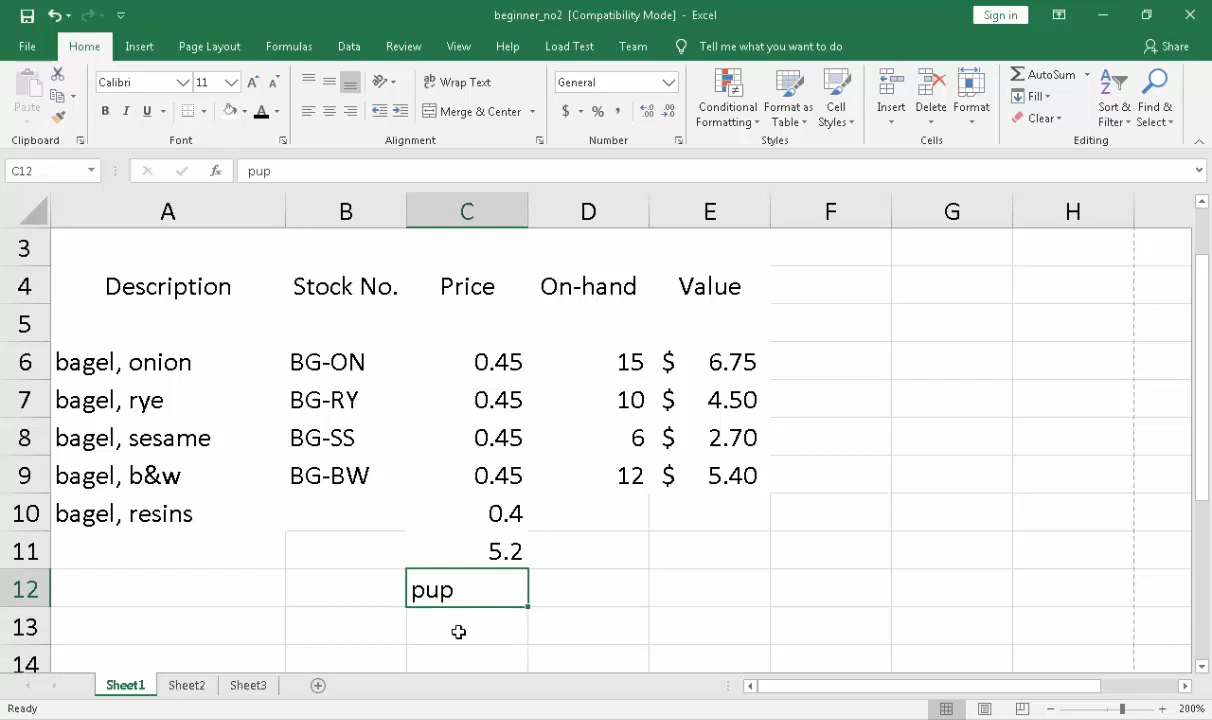 beginner_no2 [Compatibility Mode] - Excel
Sign in
File Home Insert Page Layout Formulas Data Review View Help Load Test Team Tell me what you want to do Share
Paste
Calibri 11 A A
B I U A
Wrap Text
Merge & Center
General
$ % ,
Conditional Formatting
Format as Table
Cell Styles
Insert Delete Format
AutoSum
Fill
Clear
Sort & Filter
Find & Select
Clipboard Font Alignment Number Styles Cells Editing
C12 fx pup
A B C D E F G H
3
4 Description Stock No. Price On-hand Value
5
6 bagel, onion BG-ON 0.45 15 $ 6.75
7 bagel, rye BG-RY 0.45 10 $ 4.50
8 bagel, sesame BG-SS 0.45 6 $ 2.70
9 bagel, b&w BG-BW 0.45 12 $ 5.40
10 bagel, resins 0.4
11 5.2
12 pup
13
14
Sheet1 Sheet2 Sheet3
Ready 200%